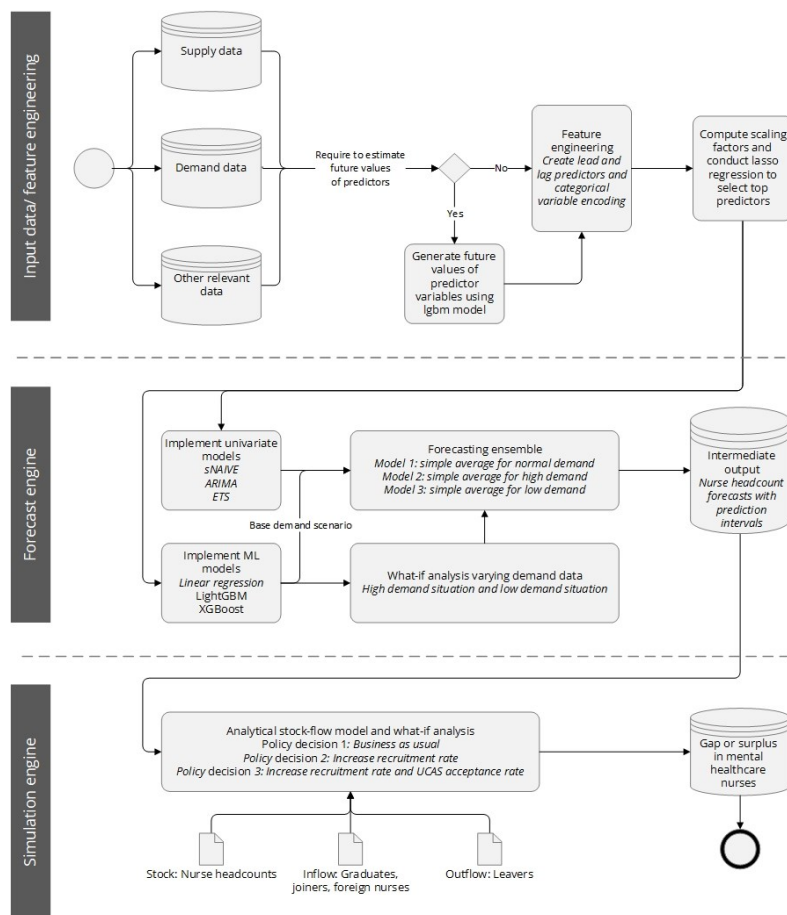 Input data/ feature engineering
Supply data
Demand data
Other relevant
data
Require to estimate
future values
of predictors
No
Yes
Generate future
values of
predictor
variables using
lgbm model
Feature
engineering
Create lead and
lag predictors and
categorical
variable encoding
Compute scaling
factors and
conduct lasso
regression to
select top
predictors
Forecast engine
Implement univariate
models
sNAIVE
ARIMA
ETS
Base demand scenario
Implement ML
models
Linear regression
LightGBM
XGBoost
Forecasting ensemble
Model 1: simple average for normal demand
Model 2: simple average for high demand
Model 3: simple average for low demand
What-if analysis varying demand data
High demand situation and low demand situation
Intermediate
output
Nurse headcount
forecasts with
prediction
intervals
Simulation engine
Analytical stock-flow model and what-if analysis
Policy decision 1: Business as usual
Policy decision 2: Increase recruitment rate
Policy decision 3: Increase recruitment rate and UCAS acceptance rate
Stock: Nurse headcounts
Inflow: Graduates,
joiners, foreign nurses
Outflow: Leavers
Gap or surplus
in mental
healthcare
nurses